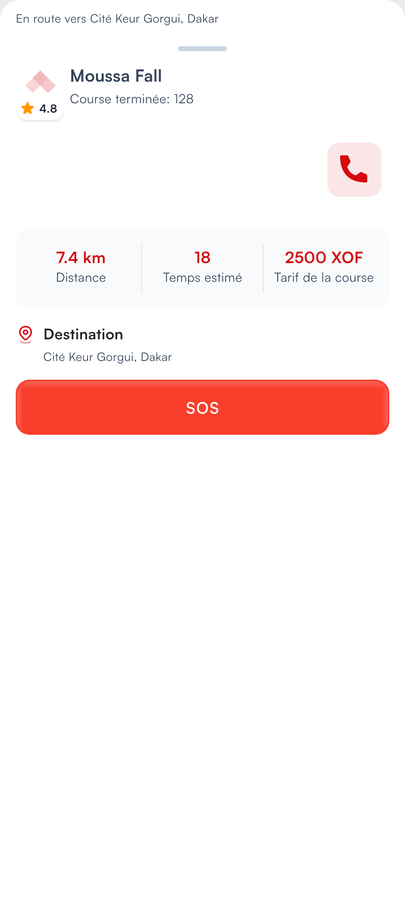 En route vers Cité Keur Gorgui, Dakar
Moussa Fall
Course terminée: 128
4.8
7.4 km
Distance
18
Temps estimé
2500 XOF
Tarif de la course
Destination
Cité Keur Gorgui, Dakar
SOS